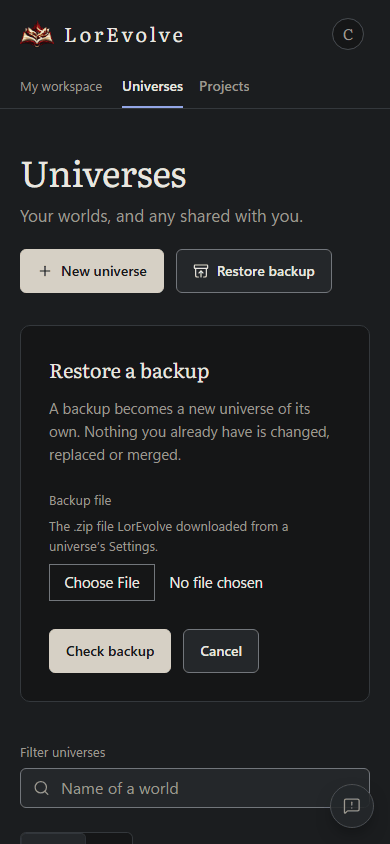 LorEvolve
C
My workspace Universes Projects
Universes
Your worlds, and any shared with you.
New universe Restore backup
Restore a backup
A backup becomes a new universe of its
own. Nothing you already have is changed,
replaced or merged.
Backup file
The .zip file LorEvolve downloaded from a
universe's Settings.
Choose File No file chosen
Check backup Cancel
Filter universes
Name of a world